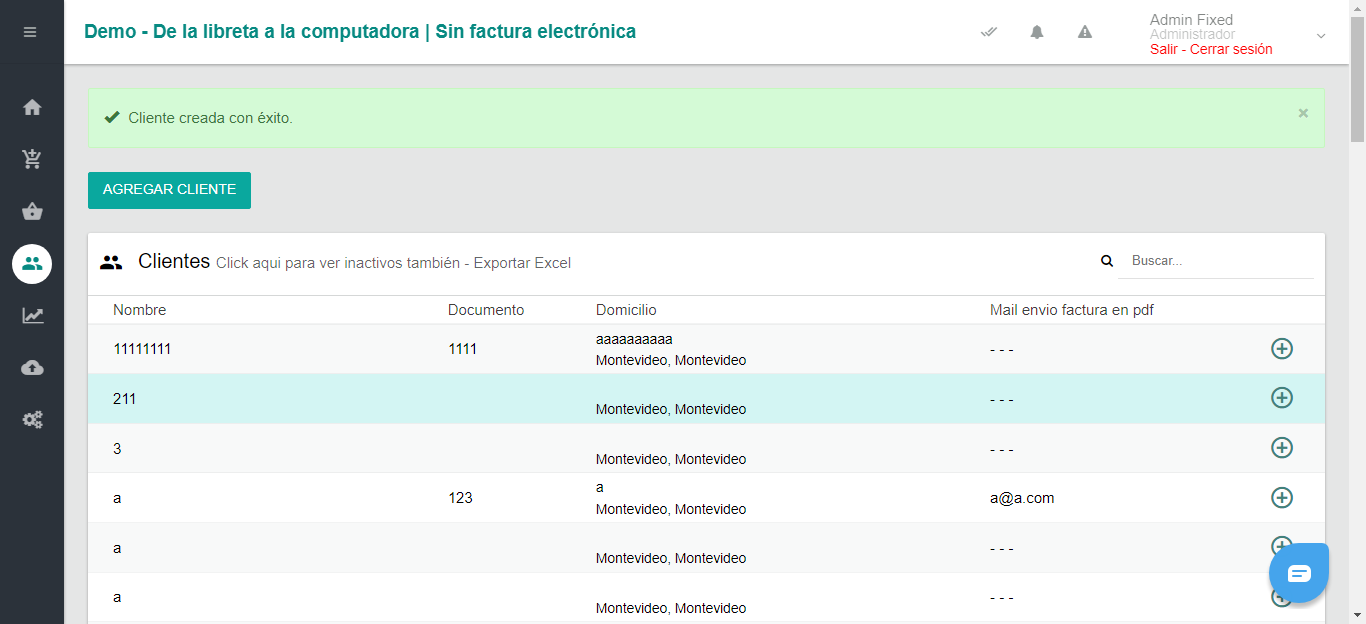 Demo - De la libreta a la computadora | Sin factura electrónica
Admin Fixed
Administrador
Salir - Cerrar sesión
Cliente creada con éxito.
×
AGREGAR CLIENTE
Clientes Click aqui para ver inactivos también - Exportar Excel
Buscar...
Nombre Documento Domicilio Mail envio factura en pdf
11111111 1111 aaaaaaaaaa - - -
Montevideo, Montevideo
211 - - -
Montevideo, Montevideo
3 - - -
Montevideo, Montevideo
a 123 a a@a.com
Montevideo, Montevideo
a - - -
Montevideo, Montevideo
a - - -
Montevideo, Montevideo